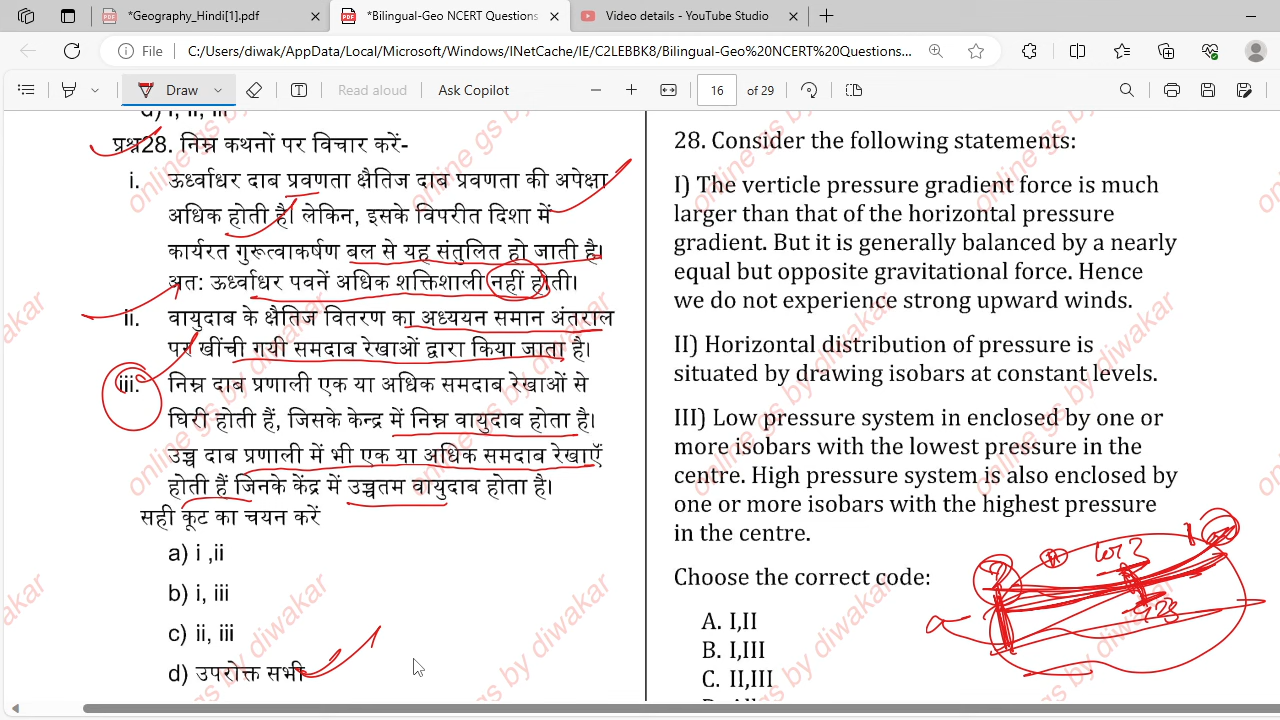 *Geography_Hindi[1].pdf
*Bilingual-Geo NCERT Questions
Video details - YouTube Studio
File
C:/Users/diwak/AppData/Local/Microsoft/Windows/INetCache/IE/C2LEBBK8/Bilingual-Geo%20NCERT%20Questions...
Draw
Read aloud
Ask Copilot
16
of 29
d) i, ii, iii
प्रश्न28. निम्न कथनों पर विचार करें-
i. ऊर्ध्वाधर दाब प्रवणता क्षैतिज दाब प्रवणता की अपेक्षा
अधिक होती है। लेकिन, इसके विपरीत दिशा में
कार्यरत गुरूत्वाकर्षण बल से यह संतुलित हो जाती है।
अत: ऊर्ध्वाधर पवनें अधिक शक्तिशाली नहीं होती।
ii. वायुदाब के क्षैतिज वितरण का अध्ययन समान अंतराल
पर खींची गयी समदाब रेखाओं द्वारा किया जाता है।
iii. निम्न दाब प्रणाली एक या अधिक समदाब रेखाओं से
घिरी होती हैं, जिसके केन्द्र में निम्न वायुदाब होता है।
उच्च दाब प्रणाली में भी एक या अधिक समदाब रेखाऍं
होती हैं जिनके केंद्र में उच्चतम वायुदाब होता है।
सही कूट का चयन करें
a) i ,ii
b) i, iii
c) ii, iii
d) उपरोक्त सभी
28. Consider the following statements:
I) The verticle pressure gradient force is much
larger than that of the horizontal pressure
gradient. But it is generally balanced by a nearly
equal but opposite gravitational force. Hence
we do not experience strong upward winds.
II) Horizontal distribution of pressure is
situated by drawing isobars at constant levels.
III) Low pressure system in enclosed by one or
more isobars with the lowest pressure in the
centre. High pressure system is also enclosed by
one or more isobars with the highest pressure
in the centre.
Choose the correct code:
A. I,II
B. I,III
C. II,III
online gs by diwakar